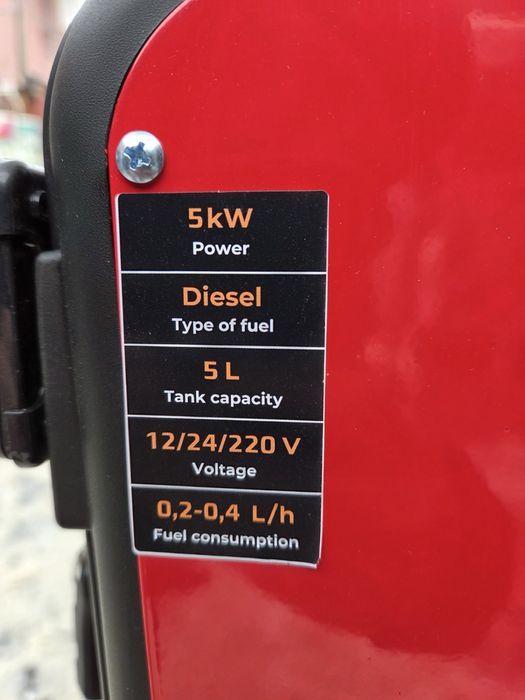 5kW
Power
Diesel
Type of fuel
5 L
Tank capacity
12/24/220 V
Voltage
0,2-0,4 L/h
Fuel consumption